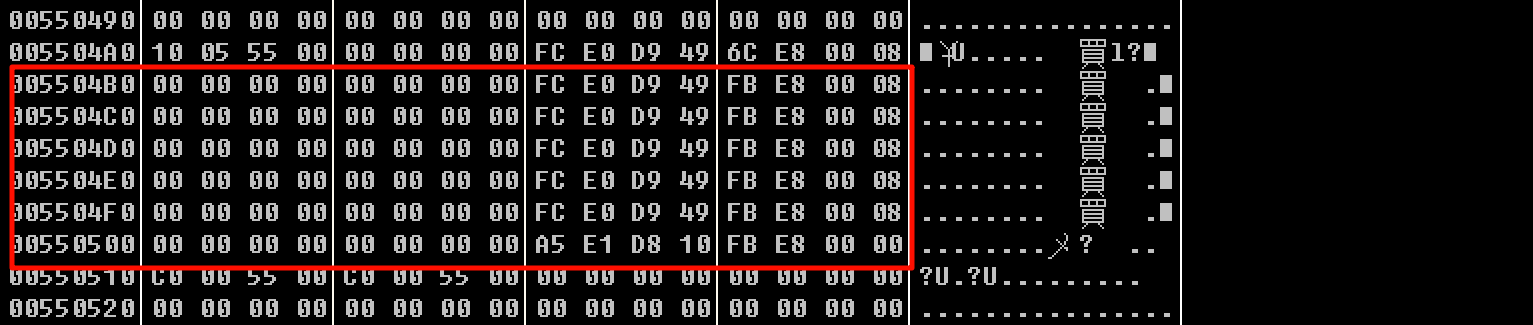 00550490 00 00 00 00 00 00 00 00 00 00 00 00 00 00 00 00 ................
005504A0 10 05 55 00 00 00 00 00 FC E0 D9 49 6C E8 00 08 U..... 買l?
005504B0 00 00 00 00 00 00 00 00 FC E0 D9 49 FB E8 00 08 ........ 買 .
005504C0 00 00 00 00 00 00 00 00 FC E0 D9 49 FB E8 00 08 ........ 買 .
005504D0 00 00 00 00 00 00 00 00 FC E0 D9 49 FB E8 00 08 ........ 買 .
005504E0 00 00 00 00 00 00 00 00 FC E0 D9 49 FB E8 00 08 ........ 買 .
005504F0 00 00 00 00 00 00 00 00 FC E0 D9 49 FB E8 00 08 ........ 買 .
00550500 00 00 00 00 00 00 00 00 A5 E1 D8 10 FB E8 00 00 ........ ? ..
00550510 C0 00 55 00 C0 00 55 00 00 00 00 00 00 00 00 00 ?U.?U.........
00550520 00 00 00 00 00 00 00 00 00 00 00 00 00 00 00 00 ................